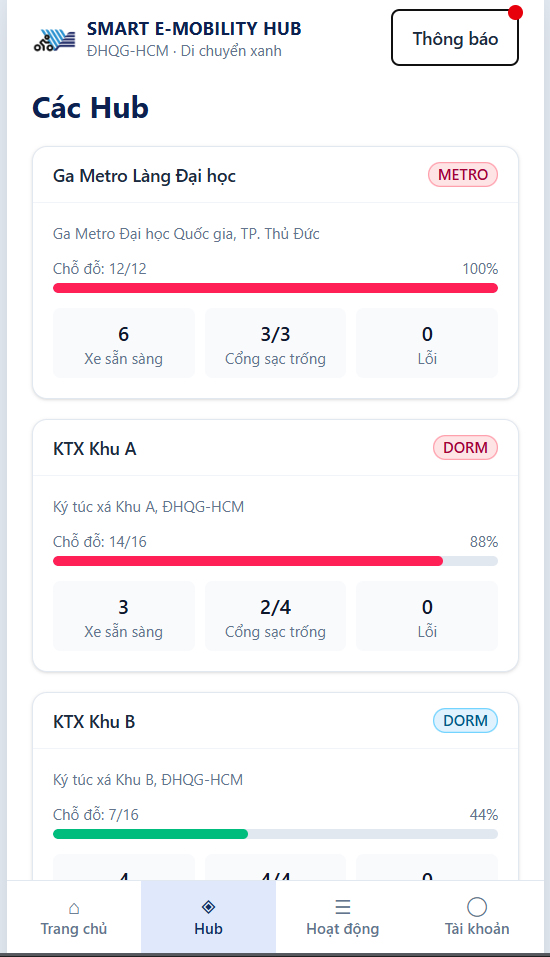 SMART E-MOBILITY HUB
ĐHQG-HCM · Di chuyển xanh
Thông báo
Các Hub
Ga Metro Làng Đại học
METRO
Ga Metro Đại học Quốc gia, TP. Thủ Đức
Chỗ đỗ: 12/12 100%
6 3/3 0
Xe sẵn sàng Cổng sạc trống Lỗi
KTX Khu A
DORM
Ký túc xá Khu A, ĐHQG-HCM
Chỗ đỗ: 14/16 88%
3 2/4 0
Xe sẵn sàng Cổng sạc trống Lỗi
KTX Khu B
DORM
Ký túc xá Khu B, ĐHQG-HCM
Chỗ đỗ: 7/16 44%
4 4/4 0
Trang chủ Hub Hoạt động Tài khoản